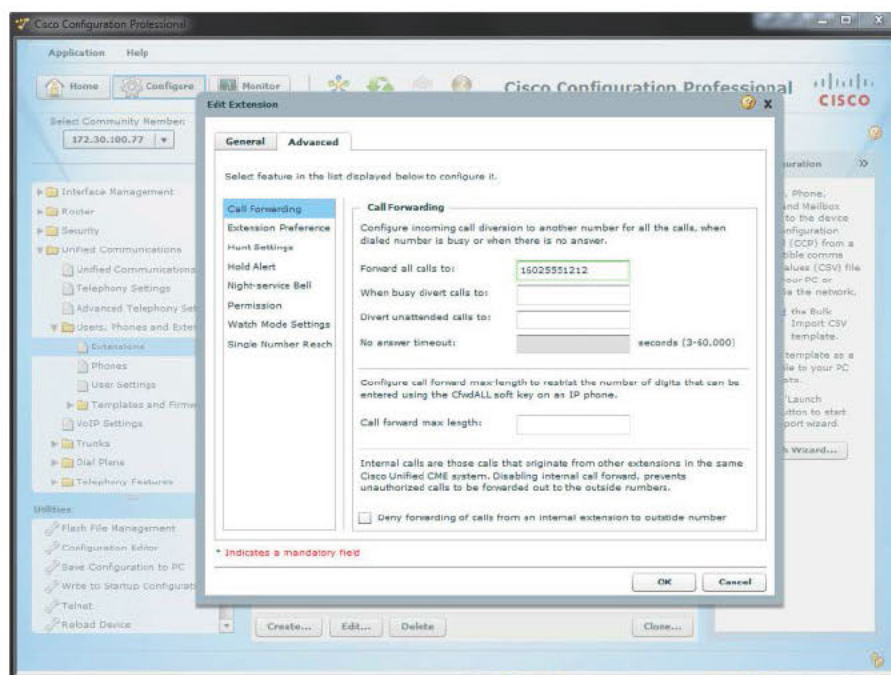 Cisco Configuration Professional
Application Help
Home Configure Monitor
Cisco Configuration Professional
CISCO
Select Community Member:
172.30.100.77
Interface Management
Router
Security
Unified Communications
Unified Communications
Telephony Settings
Advanced Telephony Set
Users, Phones and Exten
Extensions
Phones
User Settings
Templates and Firmw
VoIP Settings
Trunks
Dial Plans
Telephony Features
Utilities
Flash File Management
Configuration Editor
Save Configuration to PC
Write to Startup Configurati
Telnet
Reload Device
Edit Extension
General Advanced
Select feature in the list displayed below to configure it.
Call Forwarding
Extension Preference
Hunt Settings
Hold Alert
Night-service Bell
Permission
Watch Mode Settings
Single Number Reach
Call Forwarding
Configure incoming call diversion to another number for all the calls, when
dialed number is busy or when there is no answer.
Forward all calls to: 16025551212
When busy divert calls to:
Divert unattended calls to:
No answer timeout: seconds (3-60,000)
Configure call forward max length to restrict the number of digits that can be
entered using the CfwdALL soft key on an IP phone.
Call forward max length:
Internal calls are those calls that originate from other extensions in the same
Cisco Unified CME system. Disabling internal call forward, prevents
unauthorized calls to be forwarded out to the outside numbers.
Deny forwarding of calls from an internal extension to outside number
* Indicates a mandatory field
OK Cancel
Create... Edit... Delete Clone...
uration
, Phone,
and Mailbox
to the device
nfiguration
(CCP) from a
ible comms
alues (CSV) file
our PC or
the network.
the Bulk
Import CSV
template.
template as a
ile to your PC
'Launch
utton to start
port wizard
h Wizard...